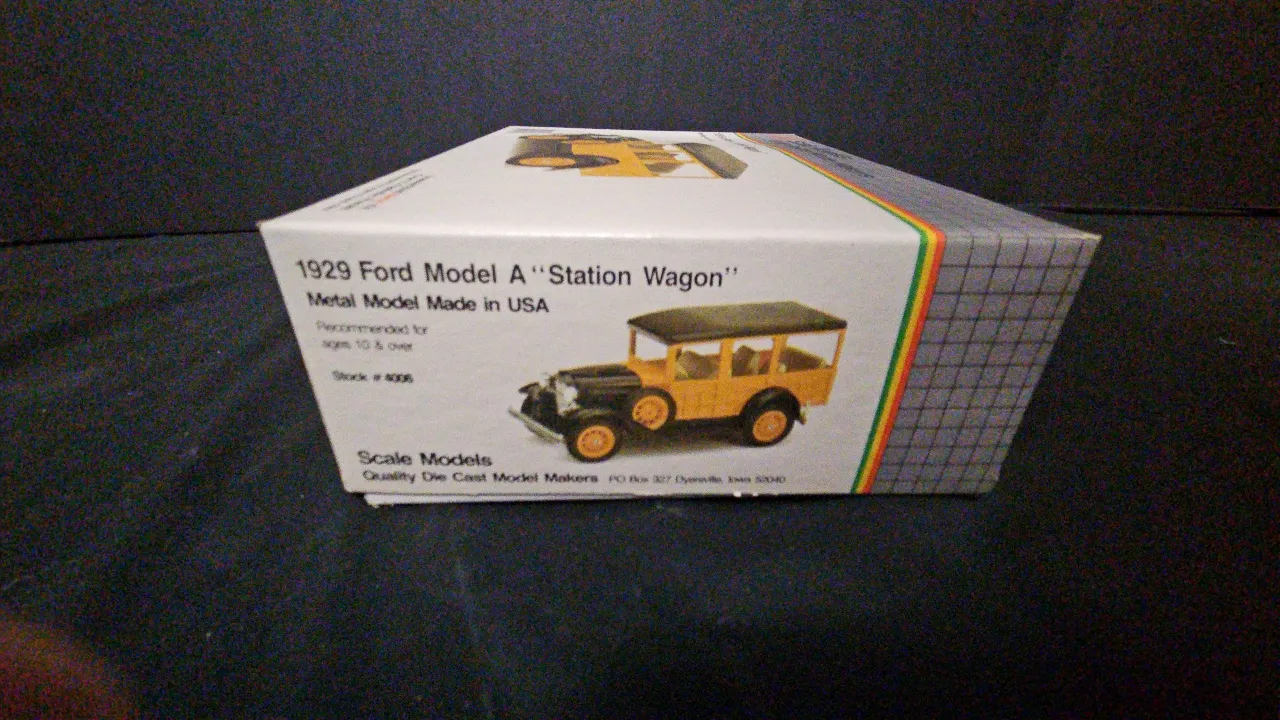 1929 Ford Model A "Station Wagon"
Metal Model Made in USA
Recommended for
ages 10 & over
Stock # 4006
Scale Models
Quality Die Cast Model Makers PO Box 327 Dyersville, Iowa 52040